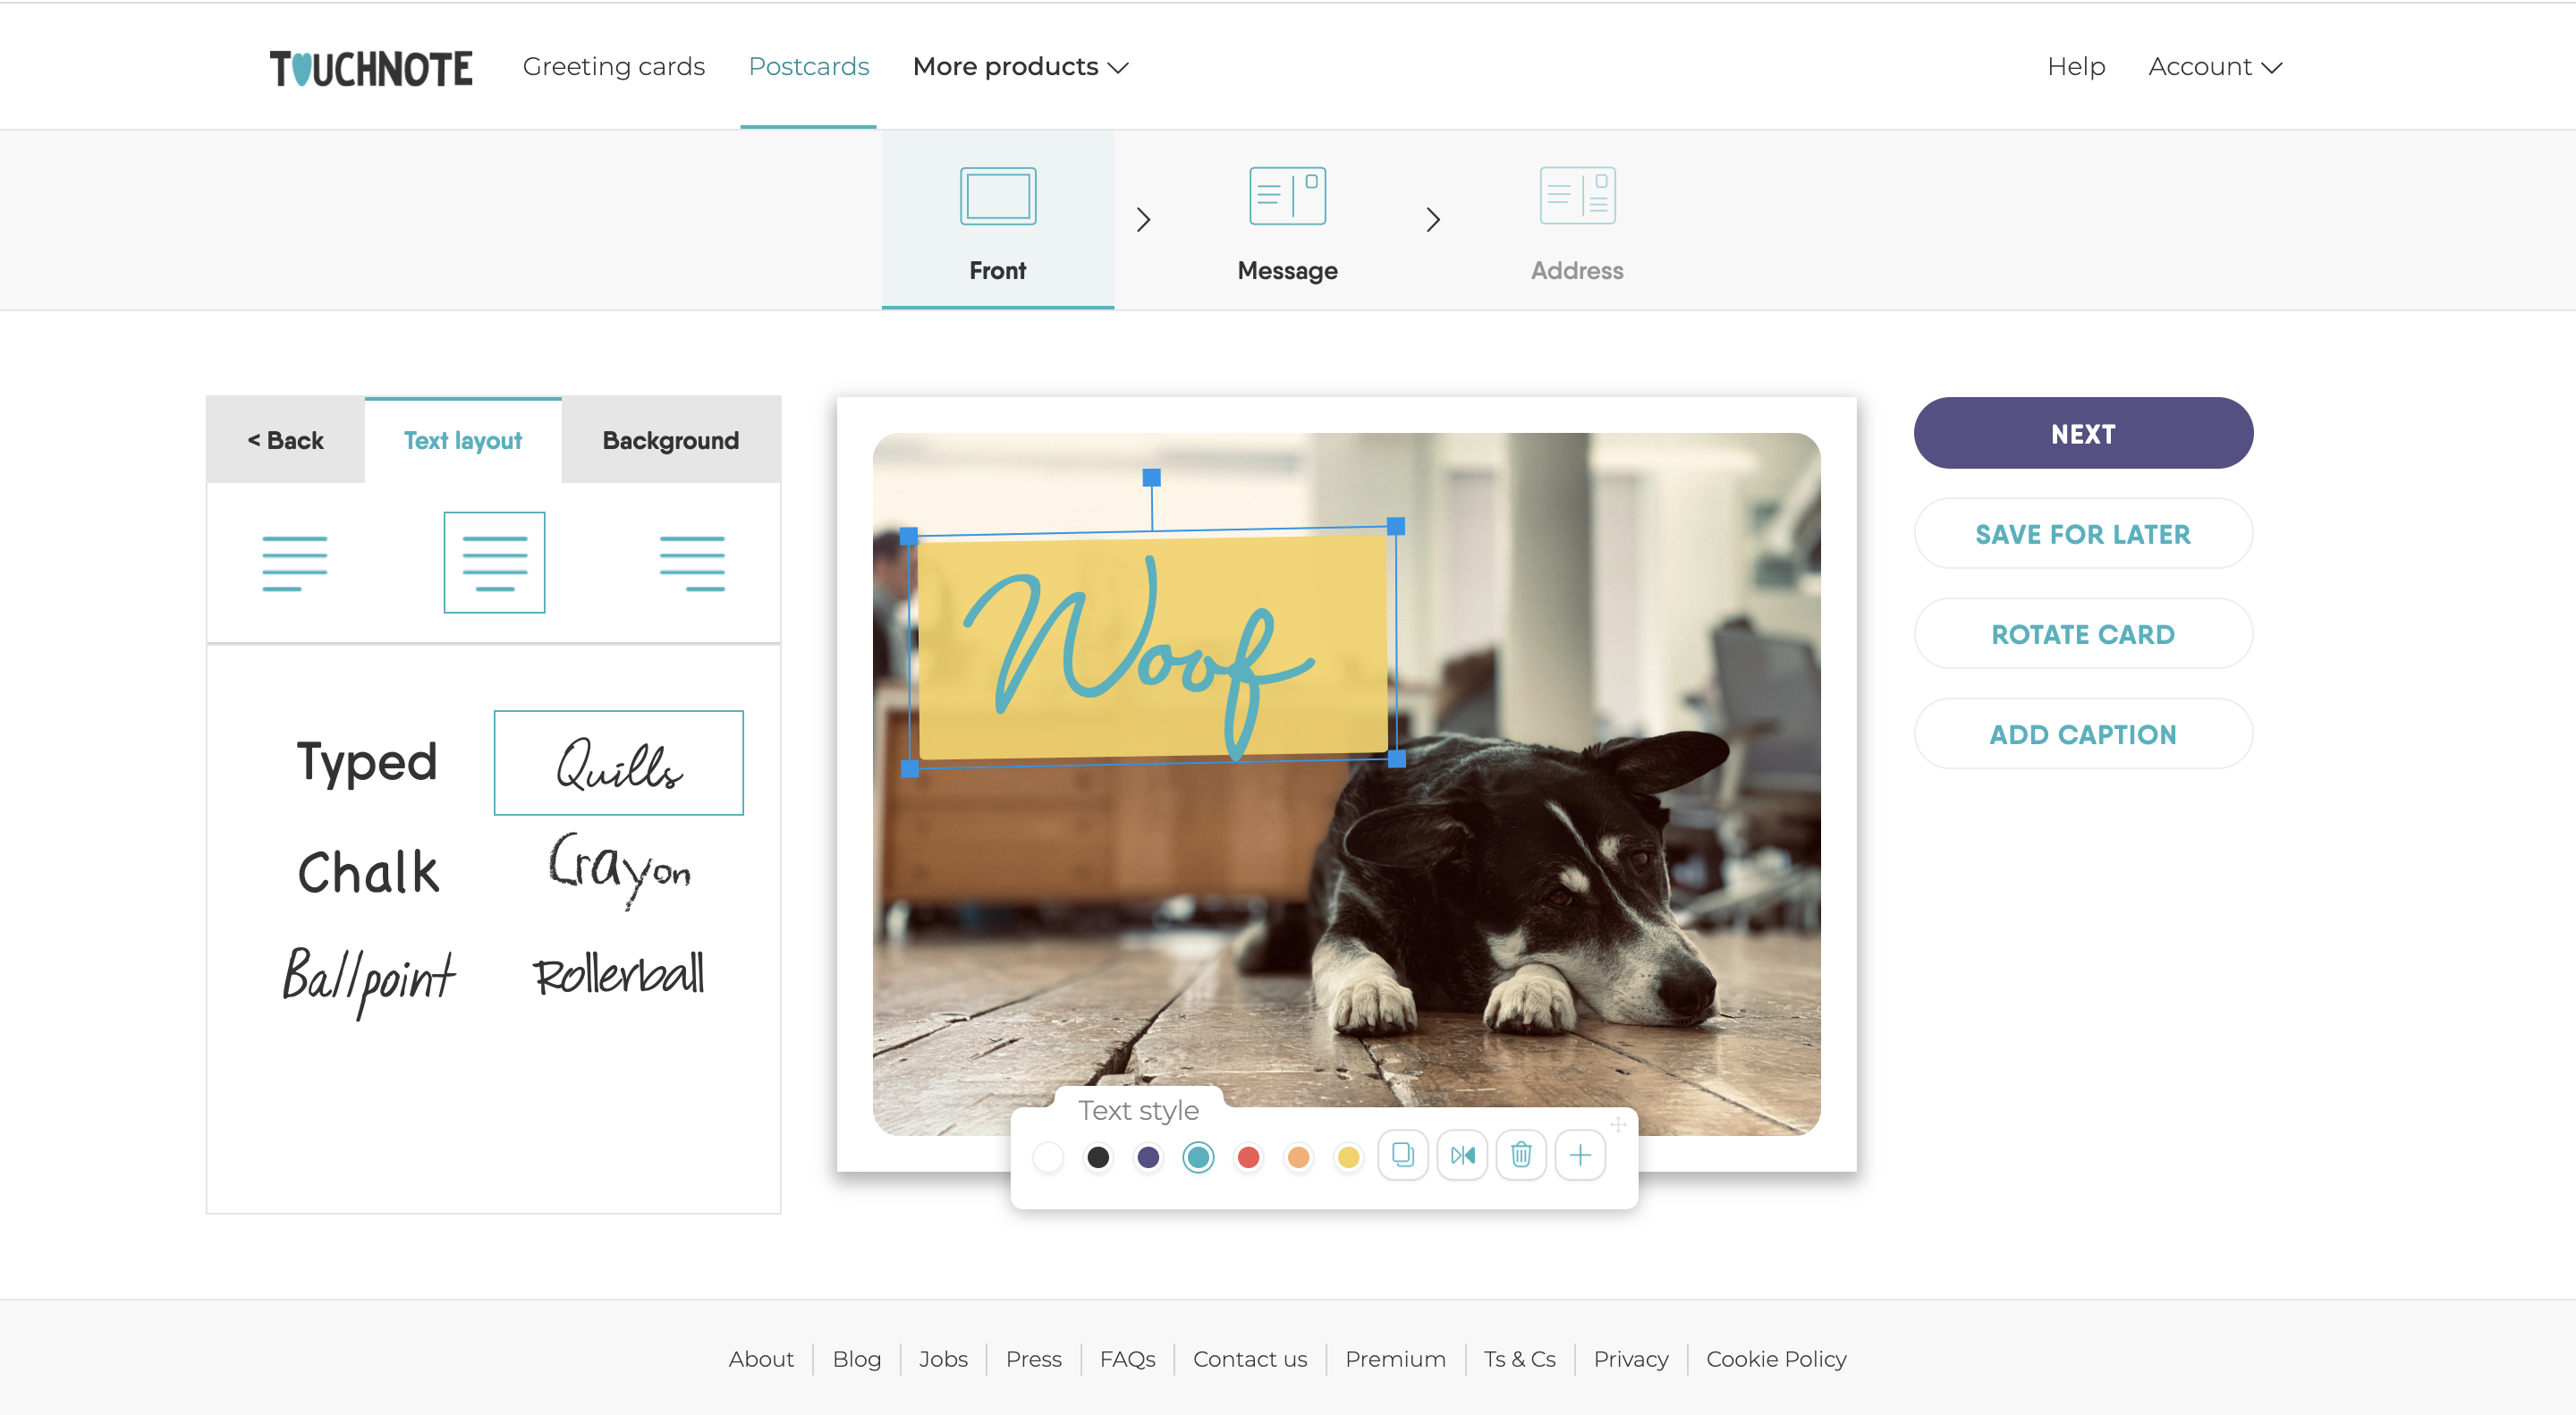 TOUCHNOTE Greeting cards Postcards More products Help Account
Front Message Address
< Back Text layout Background
Typed Quills
Chalk Crayon
Ballpoint Rollerball
Woof
Text style
NEXT
SAVE FOR LATER
ROTATE CARD
ADD CAPTION
About Blog Jobs Press FAQs Contact us Premium Ts & Cs Privacy Cookie Policy